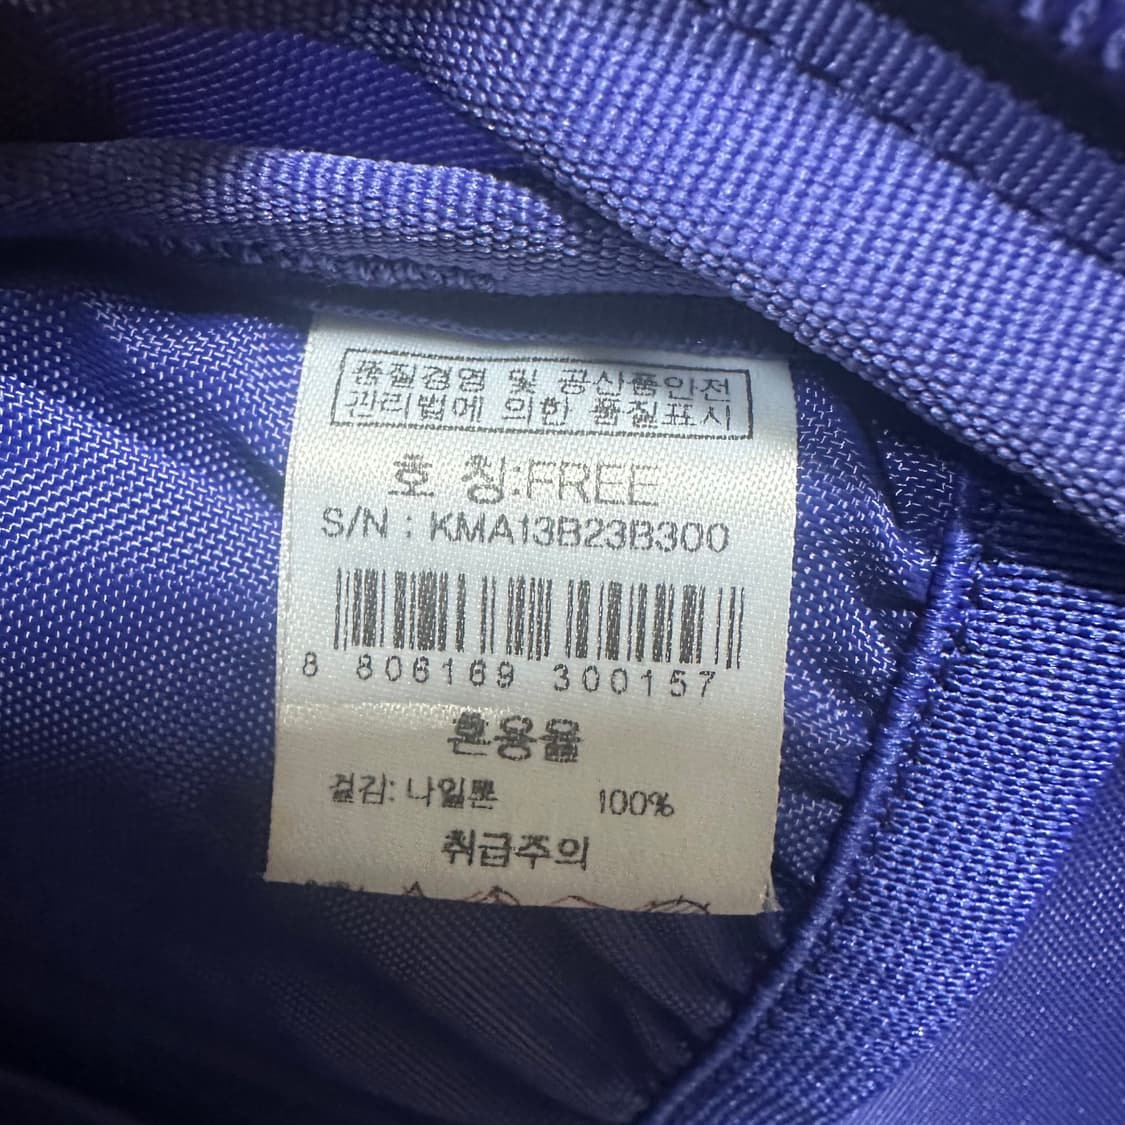 품질경영 및 공산품안전
관리법에 의한 품질표시
호 칭:FREE
S/N : KMA13B23B300
8 806169 300157
혼용율
겉감: 나일론 100%
취급주의